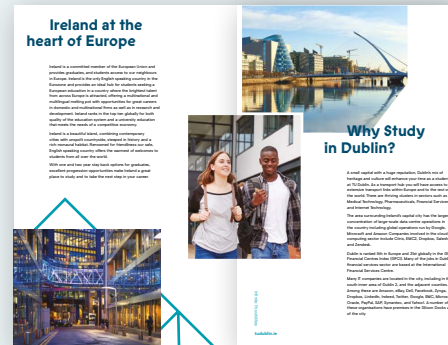 Ireland at the
heart of Europe
Ireland is a committed member of the European Union and
provides graduates, and students access to our neighbours
in Europe. Ireland is the only English speaking country in the
Eurozone and provides an ideal hub for students seeking a
European education in a country where the brightest talent
from across Europe is attracted, offering a multinational and
multilingual melting pot with opportunities for great careers
in domestic and multinational firms as well as in research and
development. Ireland ranks in the top ten globally for both
quality of the education system and a university education
that meets the needs of a competitive economy.
Ireland is a beautiful island, combining contemporary
cities with unspoilt countryside, steeped in history and a
rich monastic habitat. Renowned for friendliness our safe,
English speaking country offers the warmest of welcomes to
students from all over the world.
With one and two year stay back options for graduates,
excellent progression opportunities make Ireland a great
place to study and to take the next step in your career.
Why Study
in Dublin?
A small capital with a huge reputation, Dublin's mix of
heritage and culture will enhance your time as a student
at TU Dublin. As a transport hub you will have access to
extensive transport links within Europe and to the rest of
the world. There are thriving clusters in sectors such as
Medical Technology, Pharmaceuticals, Financial Services
and Internet Technology.
The area surrounding Ireland's capital city has the largest
concentration of large-scale data-centre operations in
the country including global operations run by Google,
Microsoft and Amazon Companies involved in the cloud
computing sector include Citrix, EMC2, Dropbox, Salesf
and Zendesk.
Dublin is ranked 5th in Europe and 21st globally in the Gl
Financial Centres Index (GFCI). Many of the jobs in Dubl
financial services sector are based at the International
Financial Services Centre.
Many IT companies are located in the city, including in th
south inner area of Dublin 2, and the adjacent counties.
Among these are Amazon, eBay, Dell, Facebook, Zynga,
Dropbox, LinkedIn, Indeed, Twitter, Google, EMC, Micros
Oracle, PayPal, SAP, Symantec, and Yahoo!. A number of
these organisations have premises in the Silicon Docks a
of the city
tudublin.ie